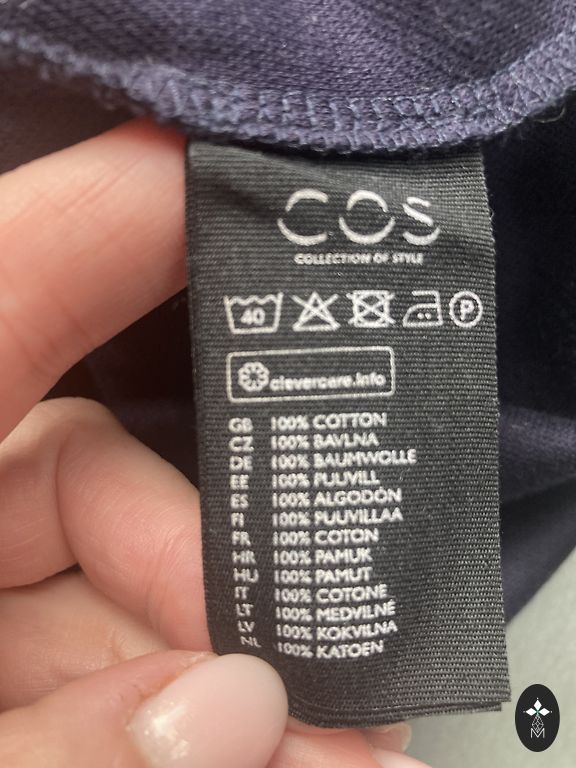 COS
COLLECTION OF STYLE
40 P
clevercare.info
GB 100% COTTON
CZ 100% BAVLNA
DE 100% BAUMWOLLE
EE 100% PUUVILL
ES 100% ALGODÓN
FI 100% PUUVILLAA
FR 100% COTON
HR 100% PAMUK
HU 100% PAMUT
IT 100% COTONE
LT 100% MEDVILNĖ
LV 100% KOKVILNA
NL 100% KATOEN
M